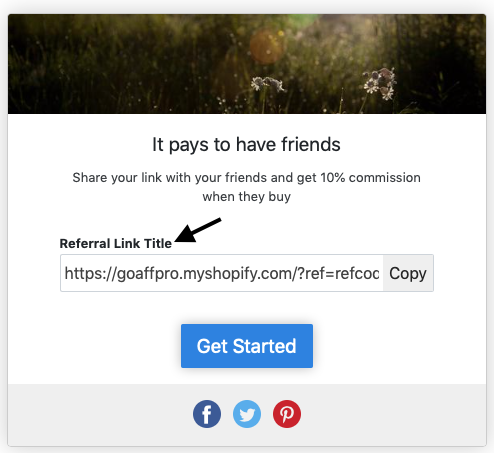 It pays to have friends
Share your link with your friends and get 10% commission
when they buy
Referral Link Title
https://goaffpro.myshopify.com/?ref=refcod
Copy
Get Started